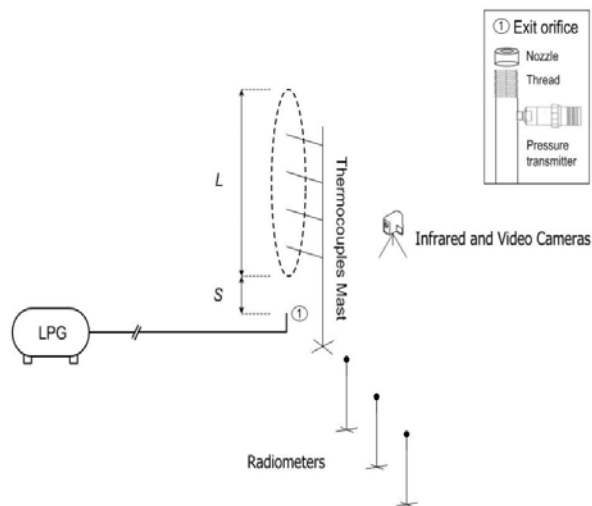 ① Exit orifice
Nozzle
Thread
Pressure
transmitter
L
Thermocouples Mast
Infrared and Video Cameras
S
①
LPG
Radiometers